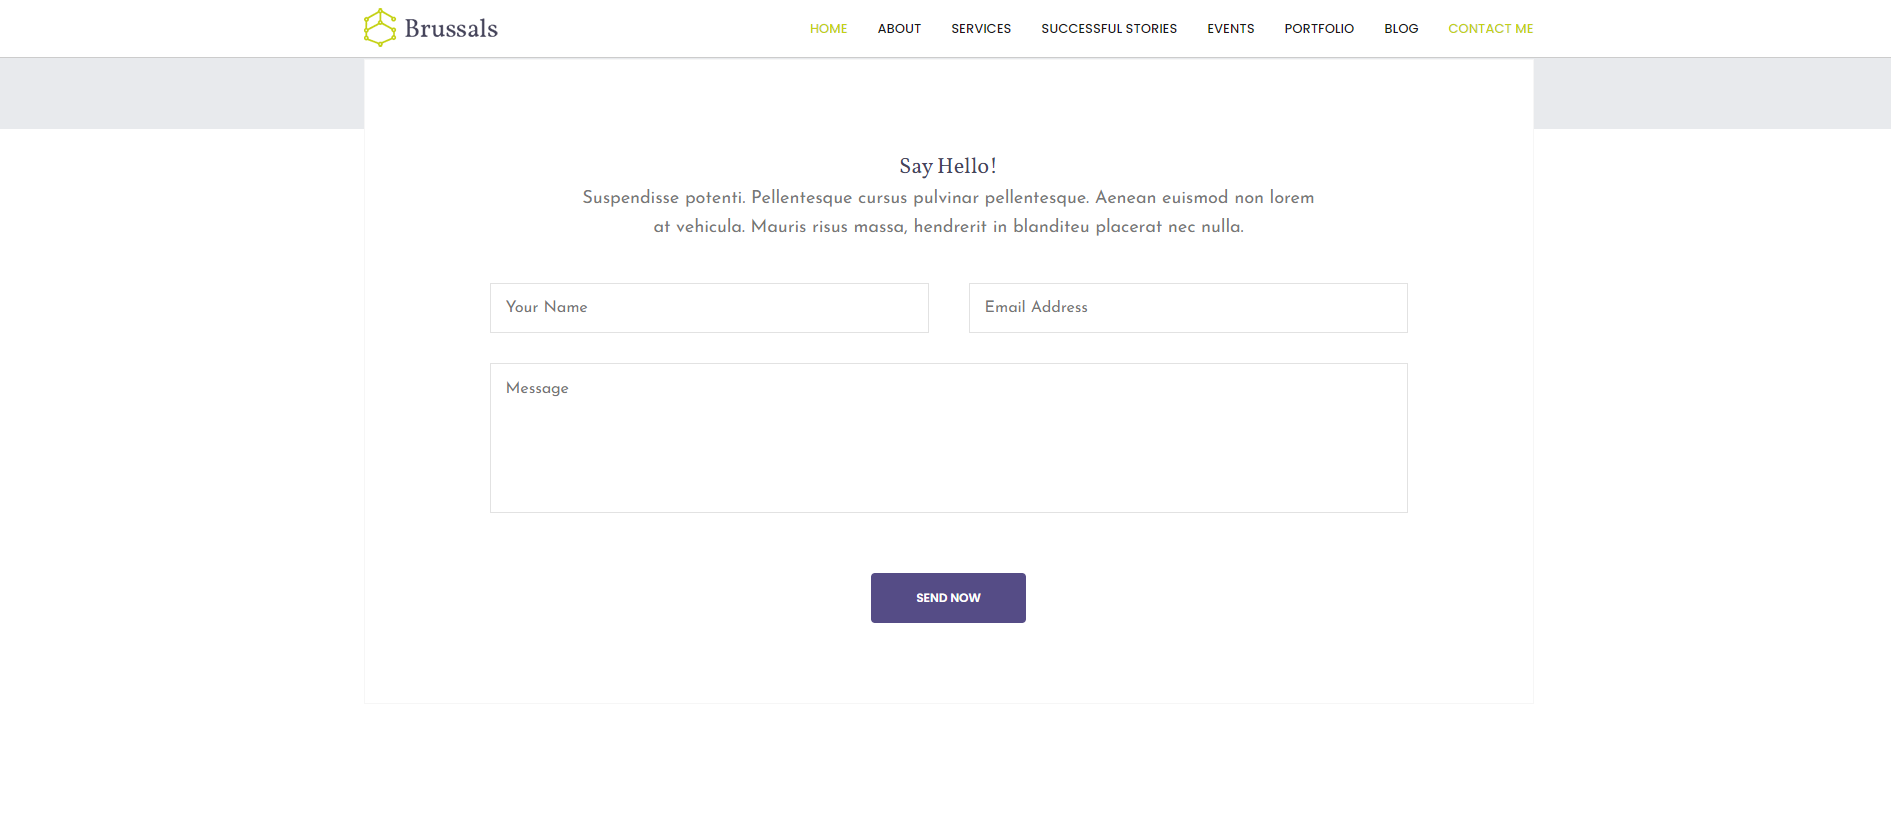 Brussals
HOME ABOUT SERVICES SUCCESSFUL STORIES EVENTS PORTFOLIO BLOG CONTACT ME
Say Hello!
Suspendisse potenti. Pellentesque cursus pulvinar pellentesque. Aenean euismod non lorem
at vehicula. Mauris risus massa, hendrerit in blanditeu placerat nec nulla.
Your Name
Email Address
Message
SEND NOW